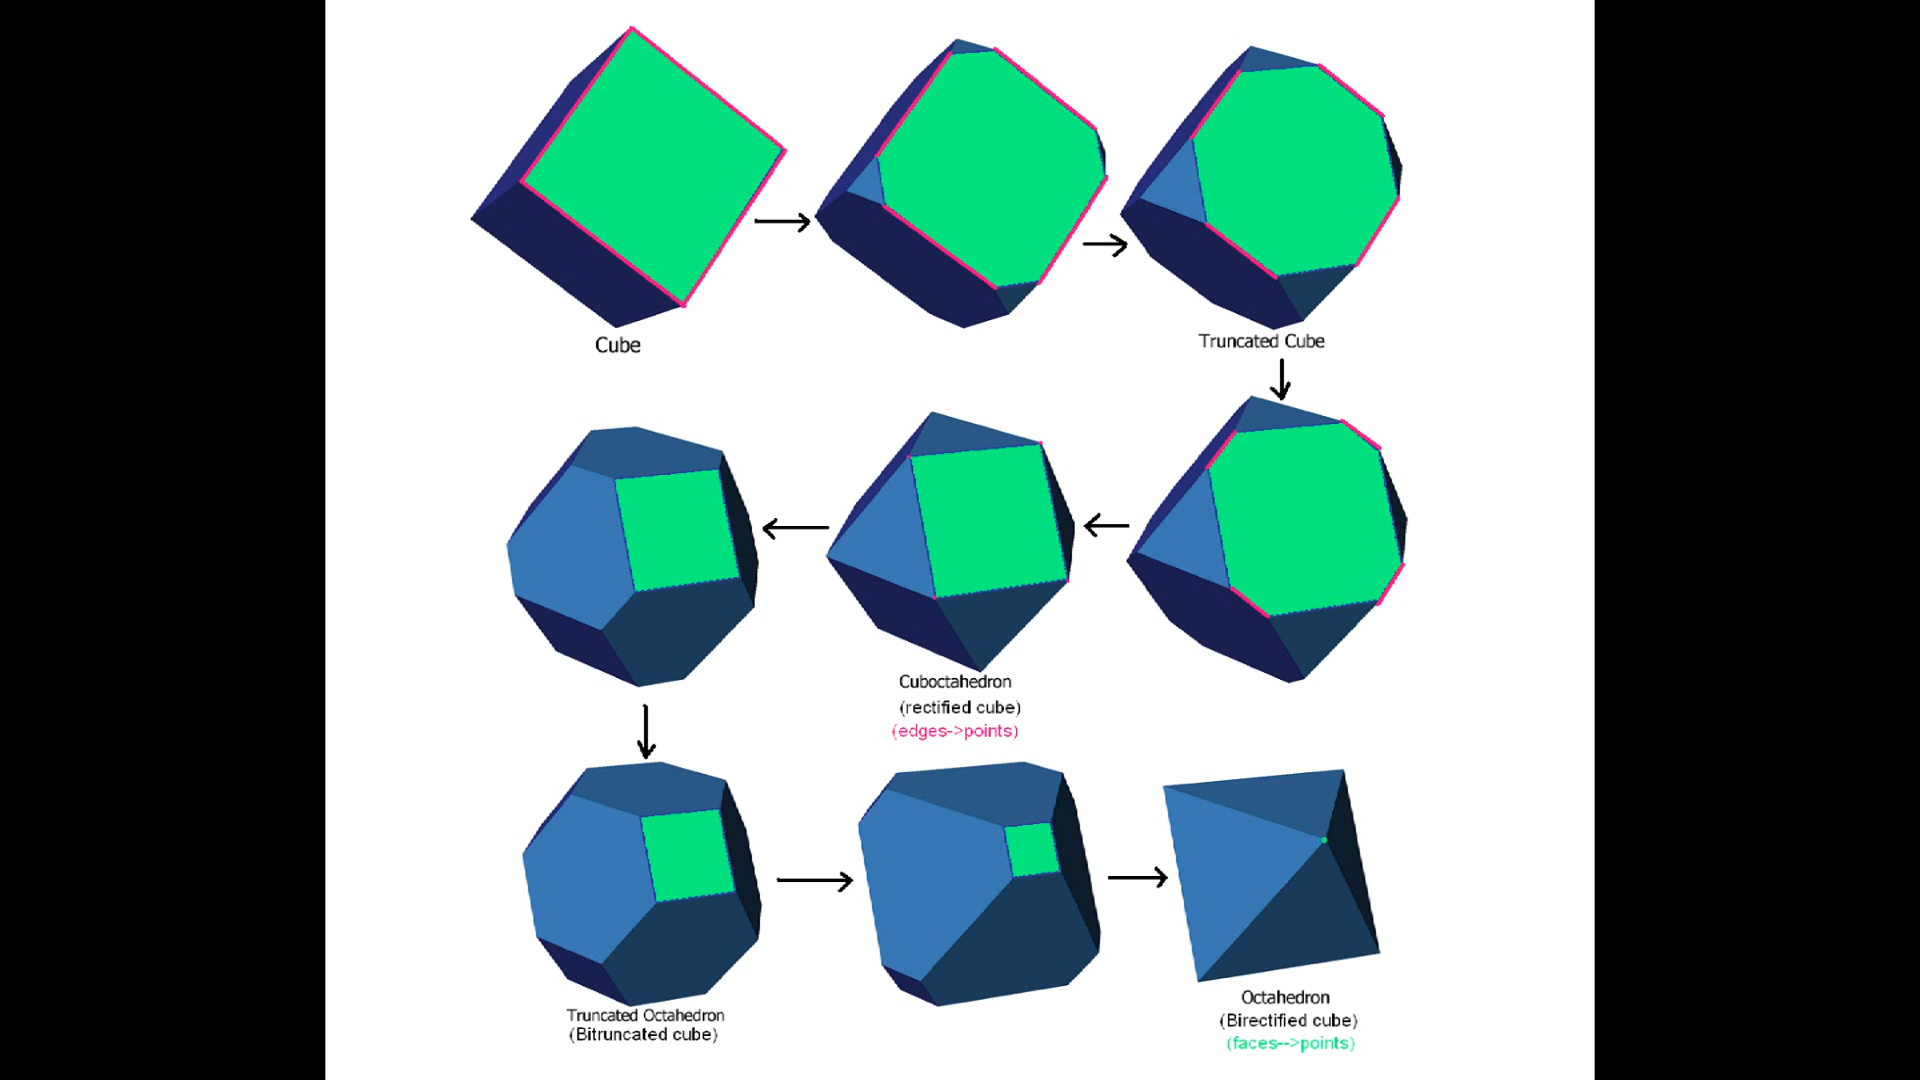 Cube
Truncated Cube
Cuboctahedron
(rectified cube)
(edges->points)
Truncated Octahedron
(Bitruncated cube)
Octahedron
(Birectified cube)
(faces-->points)